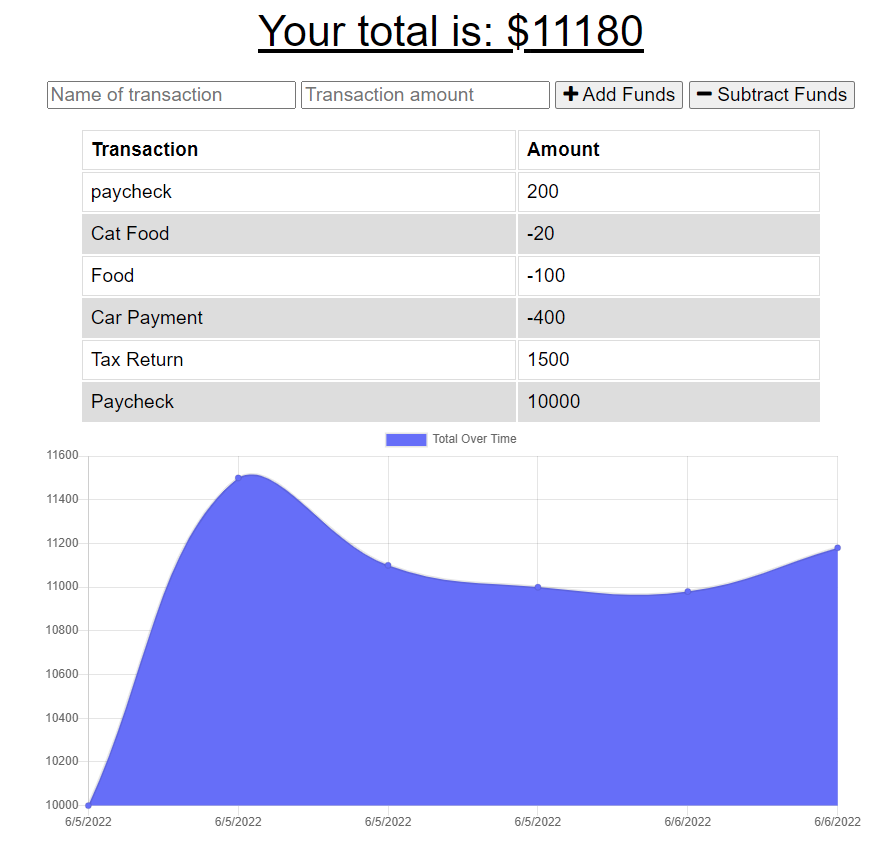 Your total is: $11180
Name of transaction Transaction amount Add Funds Subtract Funds
Transaction Amount
paycheck 200
Cat Food -20
Food -100
Car Payment -400
Tax Return 1500
Paycheck 10000
Total Over Time
11600
11400
11200
11000
10800
10600
10400
10200
10000
6/5/2022 6/5/2022 6/5/2022 6/5/2022 6/6/2022 6/6/2022